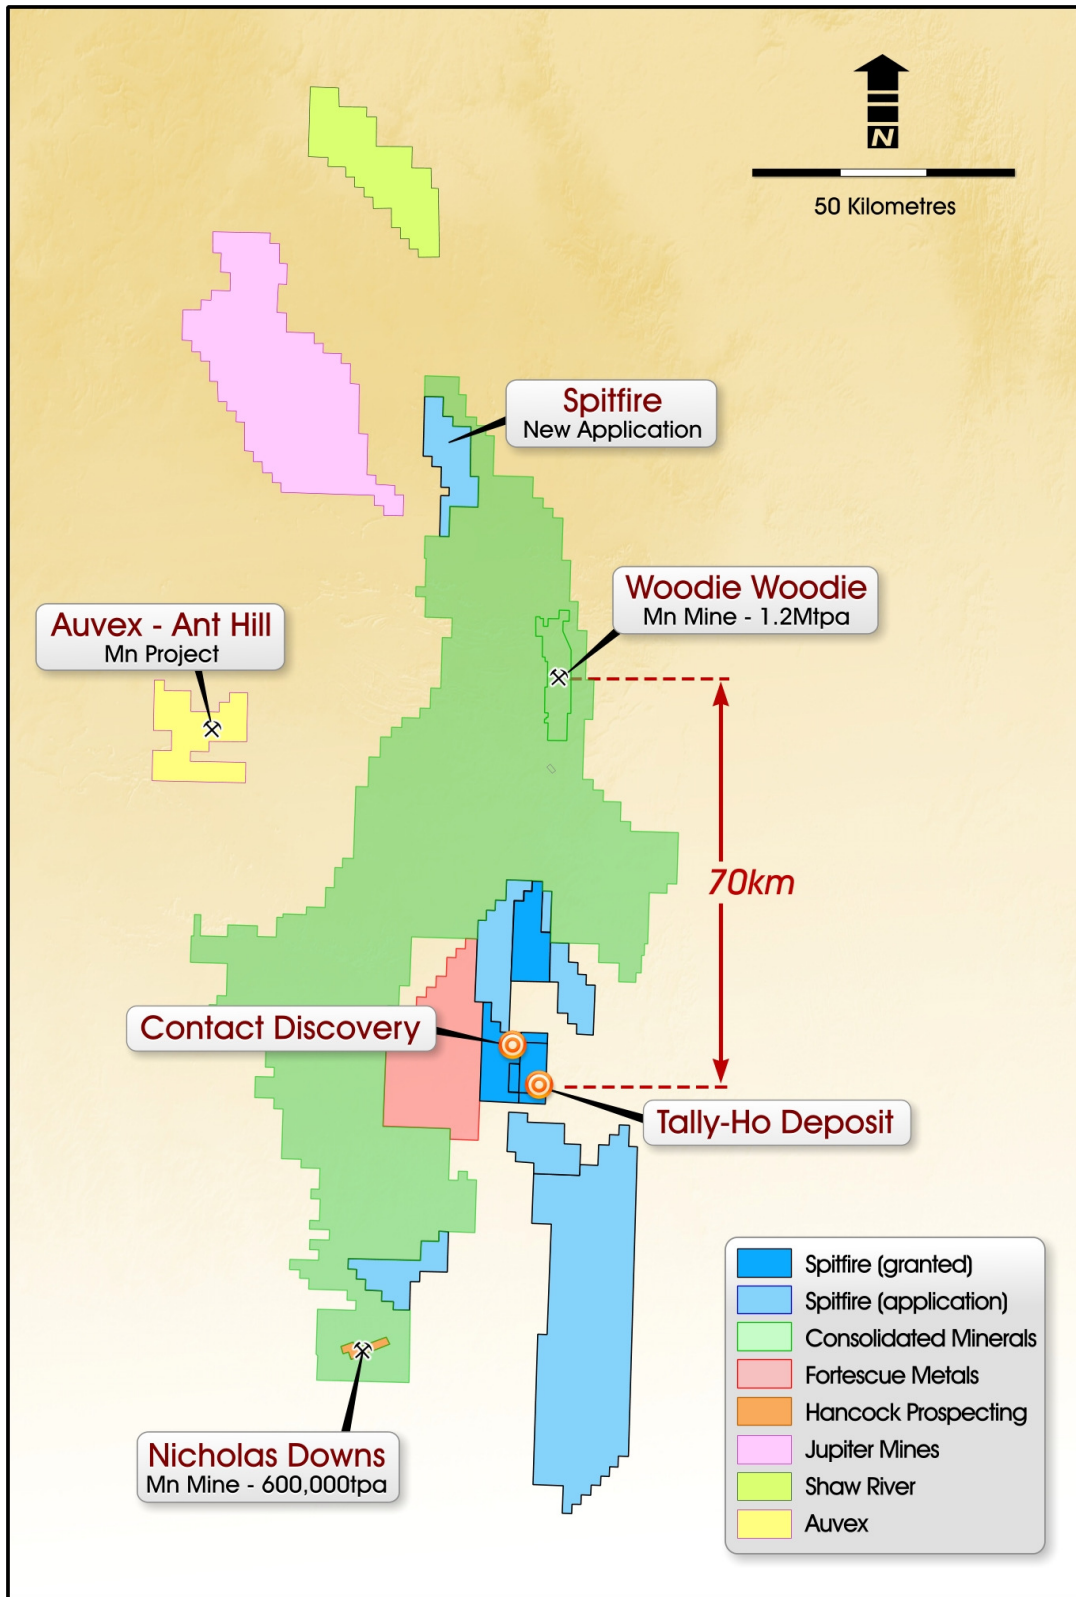 N
50 Kilometres
Spitfire
New Application
Woodie Woodie
Mn Mine - 1.2Mtpa
Auvex - Ant Hill
Mn Project
70km
Contact Discovery
Tally-Ho Deposit
Nicholas Downs
Mn Mine - 600,000tpa
Spitfire (granted)
Spitfire (application)
Consolidated Minerals
Fortescue Metals
Hancock Prospecting
Jupiter Mines
Shaw River
Auvex